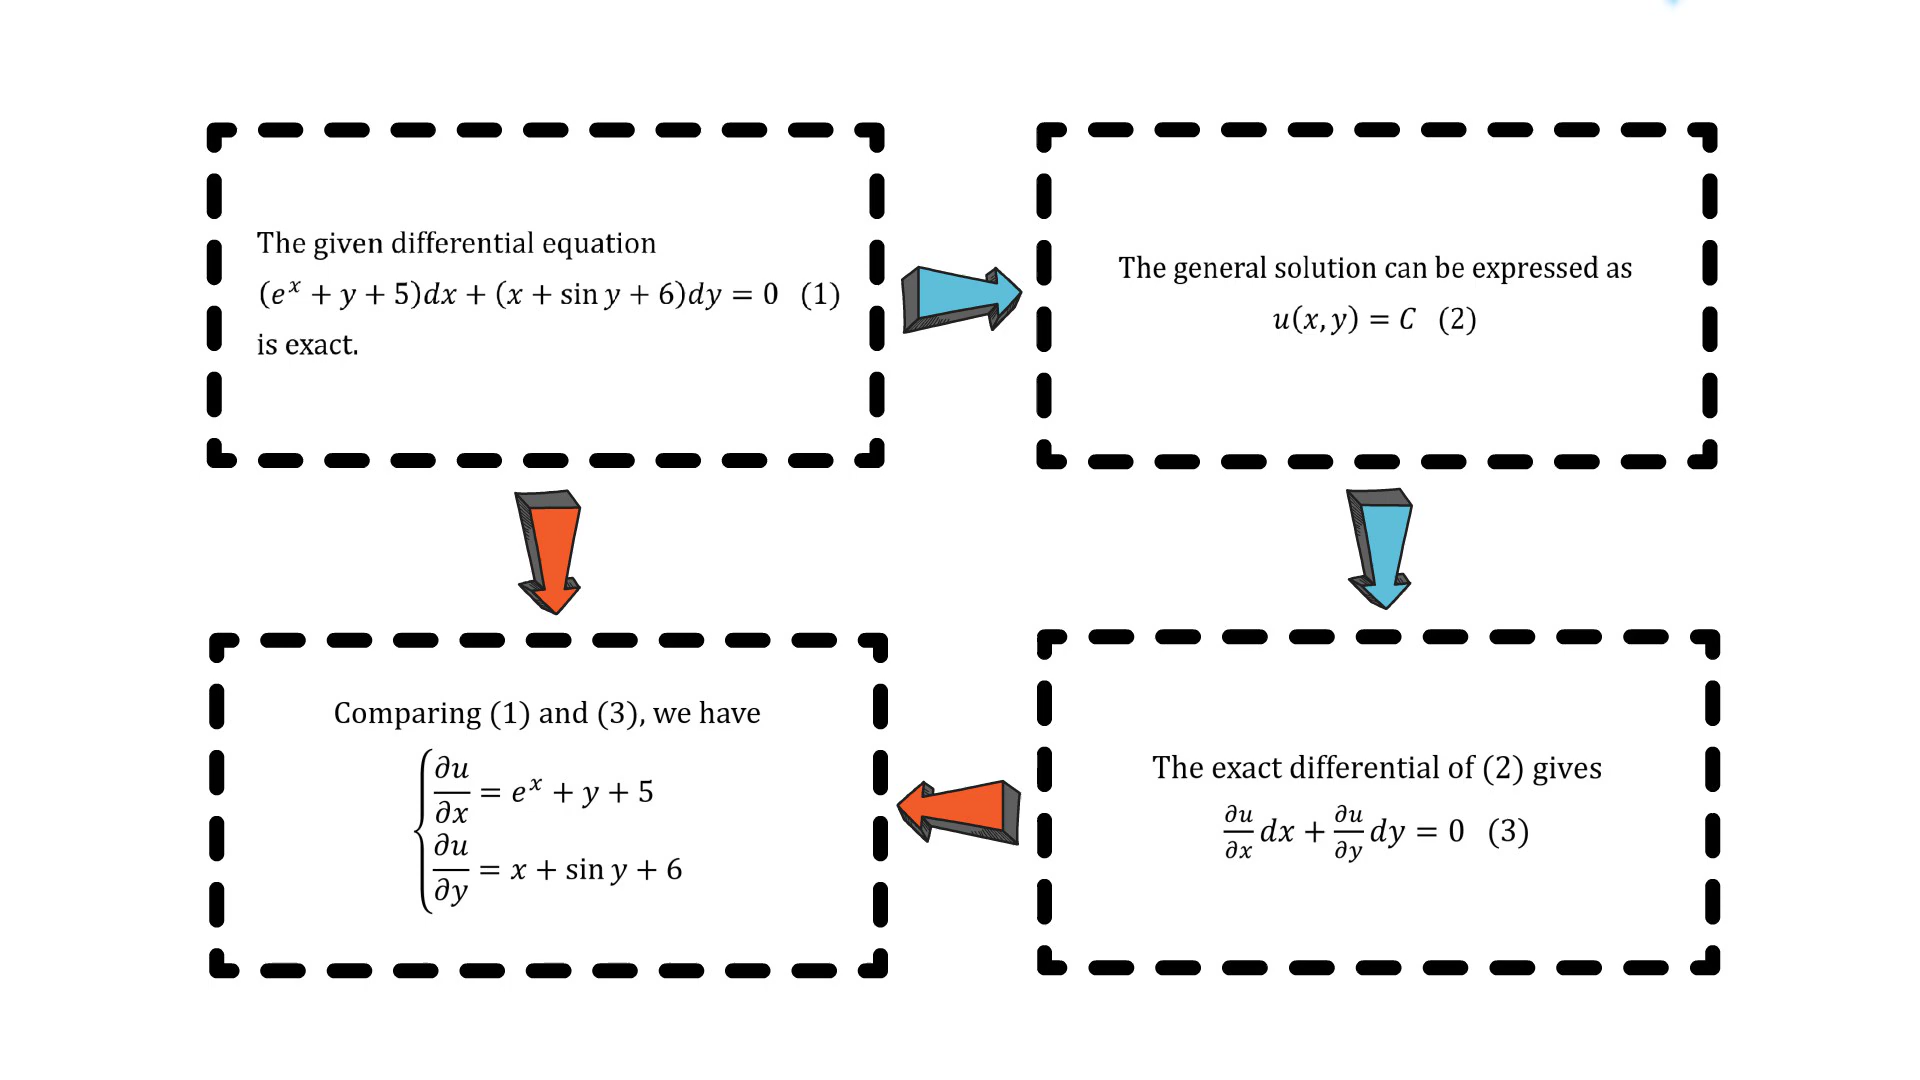 The given differential equation
(eˣ + y + 5)dx + (x + sin y + 6)dy = 0 (1)
is exact.
The general solution can be expressed as
u(x, y) = C (2)
Comparing (1) and (3), we have
∂u/∂x = eˣ + y + 5
∂u/∂y = x + sin y + 6
The exact differential of (2) gives
∂u/∂x dx + ∂u/∂y dy = 0 (3)